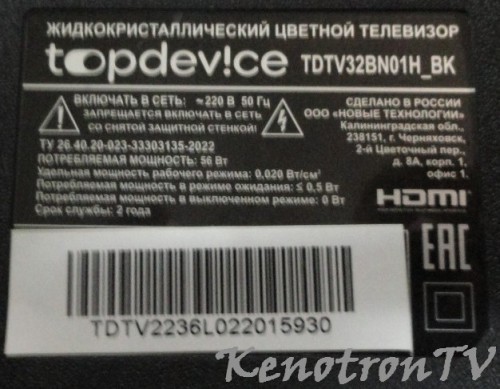 ЖИДКОКРИСТАЛЛИЧЕСКИЙ ЦВЕТНОЙ ТЕЛЕВИЗОР
topdev!ce TDTV32BN01H_BK
ВКЛЮЧАТЬ В СЕТЬ: ~220 В 50 Гц
ЗАПРЕЩАЕТСЯ ВКЛЮЧАТЬ В СЕТЬ
СО СНЯТОЙ ЗАЩИТНОЙ СТЕНКОЙ!
ТУ 26.40.20-023-33303135-2022
ПОТРЕБЛЯЕМАЯ МОЩНОСТЬ: 56 Вт
Удельная мощность рабочего режима: 0,020 Вт/см²
Потребляемая мощность в режиме ожидания: ≤ 0,5 Вт
Потребляемая мощность в выключенном режиме: 0 Вт
Срок службы: 2 года
СДЕЛАНО В РОССИИ
ООО «НОВЫЕ ТЕХНОЛОГИИ»
Калининградская обл.,
238151, г. Черняховск,
2-й Цветочный пер.,
д. 8А, корп. 1,
офис 1.
HDMI
EAC
TDTV2236L022015930
KenotronTV